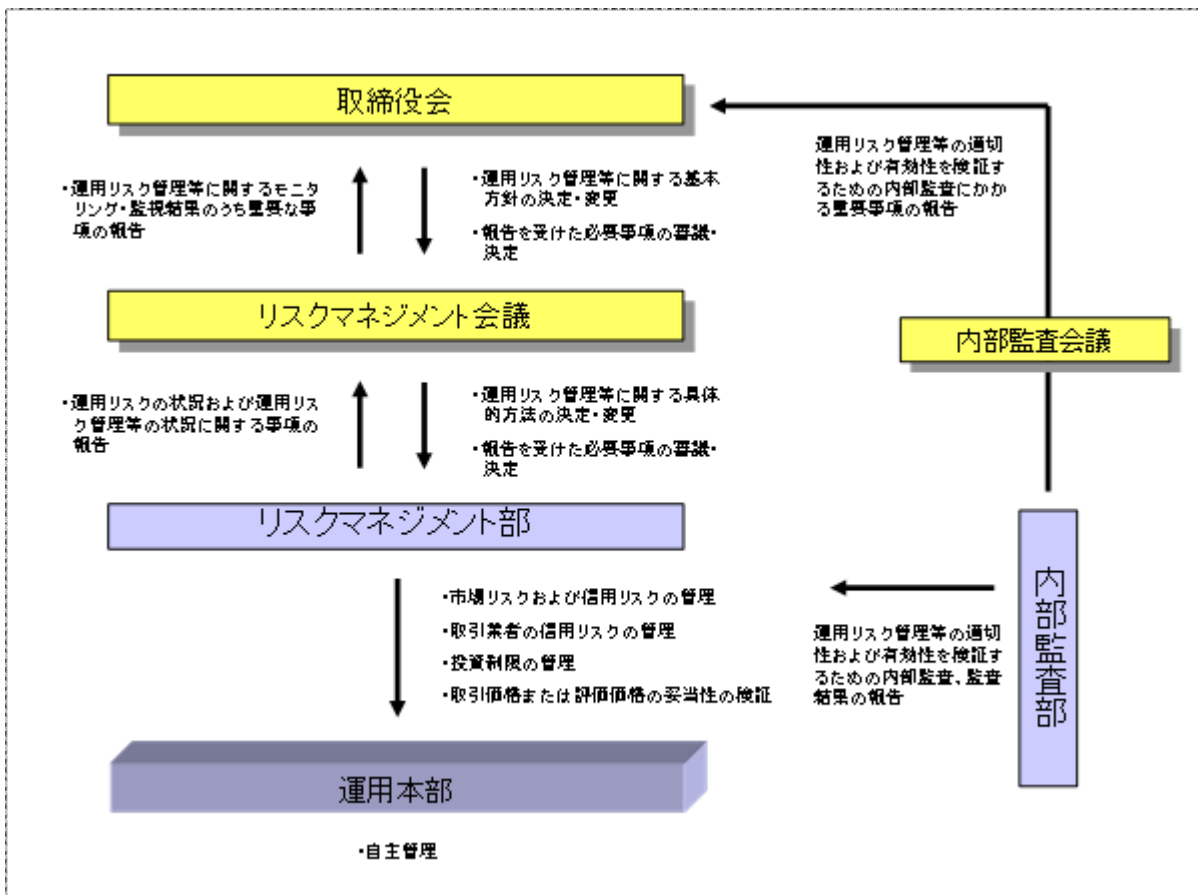 取締役会
・運用リスク管理等に関するモニ
タリング・監視結果のうち重要な事
項の報告
・運用リスク管理等に関する基本
方針の決定・変更
・報告を受けた必要事項の審議・
決定
運用リスク管理等の適切
性および有効性を検証す
るための内部監査にかか
る重要事項の報告
リスクマネジメント会議
内部監査会議
・運用リスクの状況および運用リス
ク管理等の状況に関する事項の
報告
・運用リスク管理等に関する具体
的方法の決定・変更
・報告を受けた必要事項の審議・
決定
リスクマネジメント部
・市場リスクおよび信用リスクの管理
・取引業者の信用リスクの管理
・投資制限の管理
・取引価格または評価価格の妥当性の検証
運用リスク管理等の適切
性および有効性を検証す
るための内部監査、監査
結果の報告
内部監査部
運用本部
・自主管理